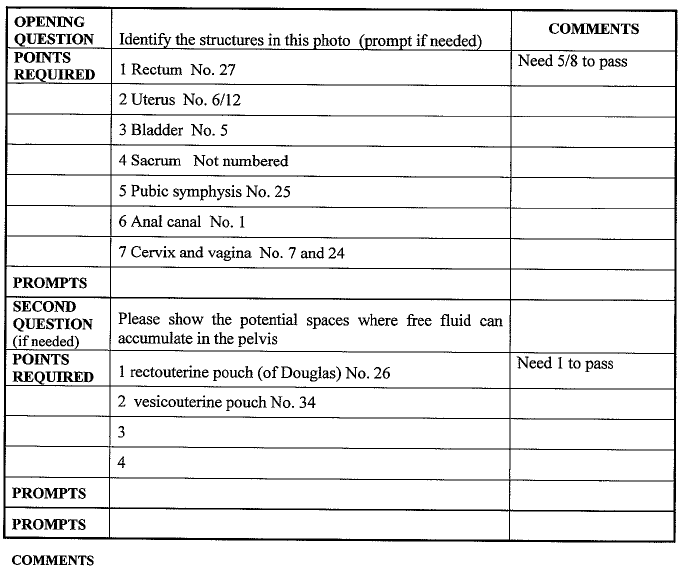 OPENING QUESTION
Identify the structures in this photo (prompt if needed)
COMMENTS
POINTS REQUIRED
1 Rectum No. 27
Need 5/8 to pass
2 Uterus No. 6/12
3 Bladder No. 5
4 Sacrum Not numbered
5 Pubic symphysis No. 25
6 Anal canal No. 1
7 Cervix and vagina No. 7 and 24
PROMPTS
SECOND QUESTION (if needed)
Please show the potential spaces where free fluid can
accumulate in the pelvis
POINTS REQUIRED
1 rectouterine pouch (of Douglas) No. 26
Need 1 to pass
2 vesicouterine pouch No. 34
3
4
PROMPTS
PROMPTS
COMMENTS